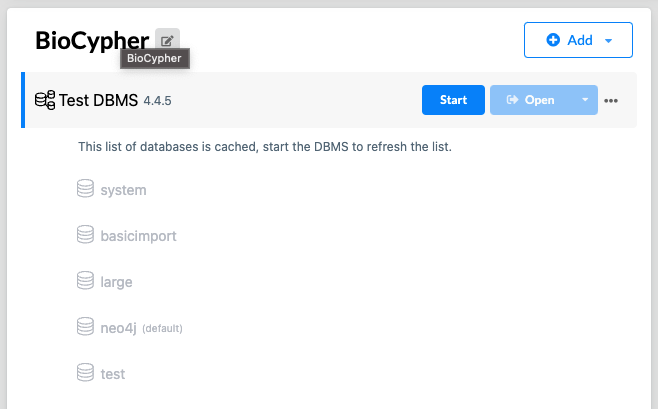 BioCypher
BioCypher
Add
Test DBMS 4.4.5
Start
Open
This list of databases is cached, start the DBMS to refresh the list.
system
basicimport
large
neo4j (default)
test